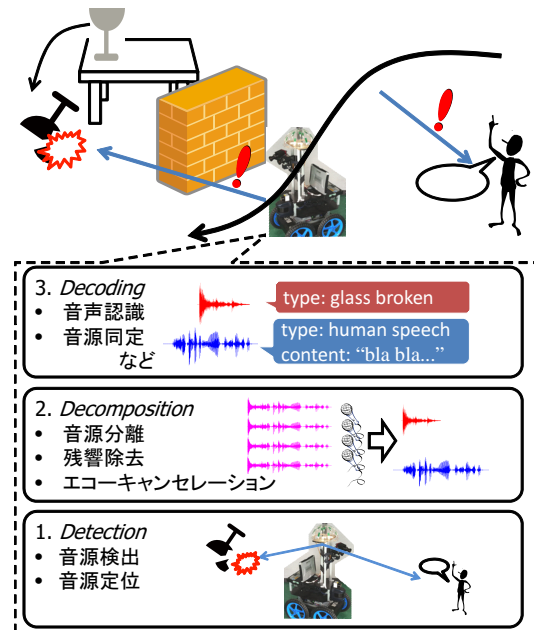 3. Decoding
• 音声認識
• 音源同定
など
type: glass broken
type: human speech
content: “bla bla...”
2. Decomposition
• 音源分離
• 残響除去
• エコーキャンセレーション
1. Detection
• 音源検出
• 音源定位